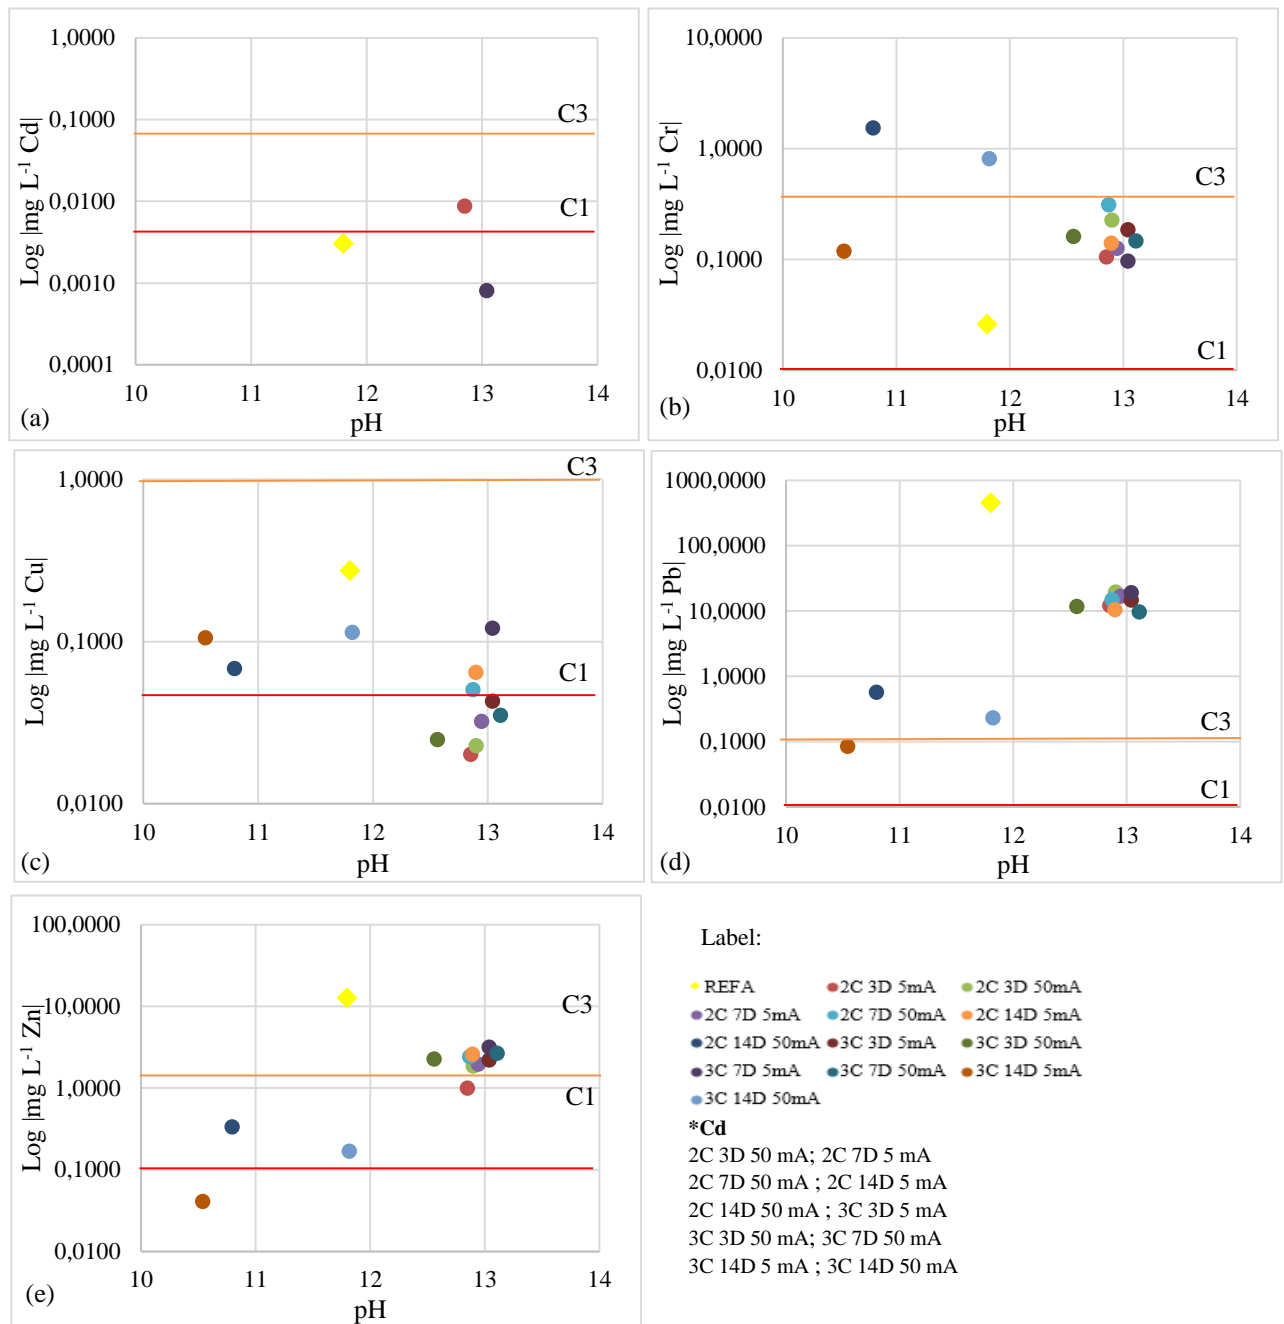 1,0000
0,1000
0,0100
0,0010
0,0001
Log |mg L⁻¹ Cd|
C3
C1
10 11 12 13 14
pH
(a)
10,0000
1,0000
0,1000
0,0100
Log |mg L⁻¹ Cr|
C3
C1
10 11 12 13 14
pH
(b)
1,0000
0,1000
0,0100
Log |mg L⁻¹ Cu|
C3
C1
10 11 12 13 14
pH
(c)
1000,0000
100,0000
10,0000
1,0000
0,1000
0,0100
Log |mg L⁻¹ Pb|
C3
C1
10 11 12 13 14
pH
(d)
100,0000
10,0000
1,0000
0,1000
0,0100
Log |mg L⁻¹ Zn|
C3
C1
10 11 12 13 14
pH
(e)
Label:
REFA 2C 3D 5mA 2C 3D 50mA
2C 7D 5mA 2C 7D 50mA 2C 14D 5mA
2C 14D 50mA 3C 3D 5mA 3C 3D 50mA
3C 7D 5mA 3C 7D 50mA 3C 14D 5mA
3C 14D 50mA
*Cd
2C 3D 50 mA; 2C 7D 5 mA
2C 7D 50 mA ; 2C 14D 5 mA
2C 14D 50 mA ; 3C 3D 5 mA
3C 3D 50 mA; 3C 7D 50 mA
3C 14D 5 mA ; 3C 14D 50 mA